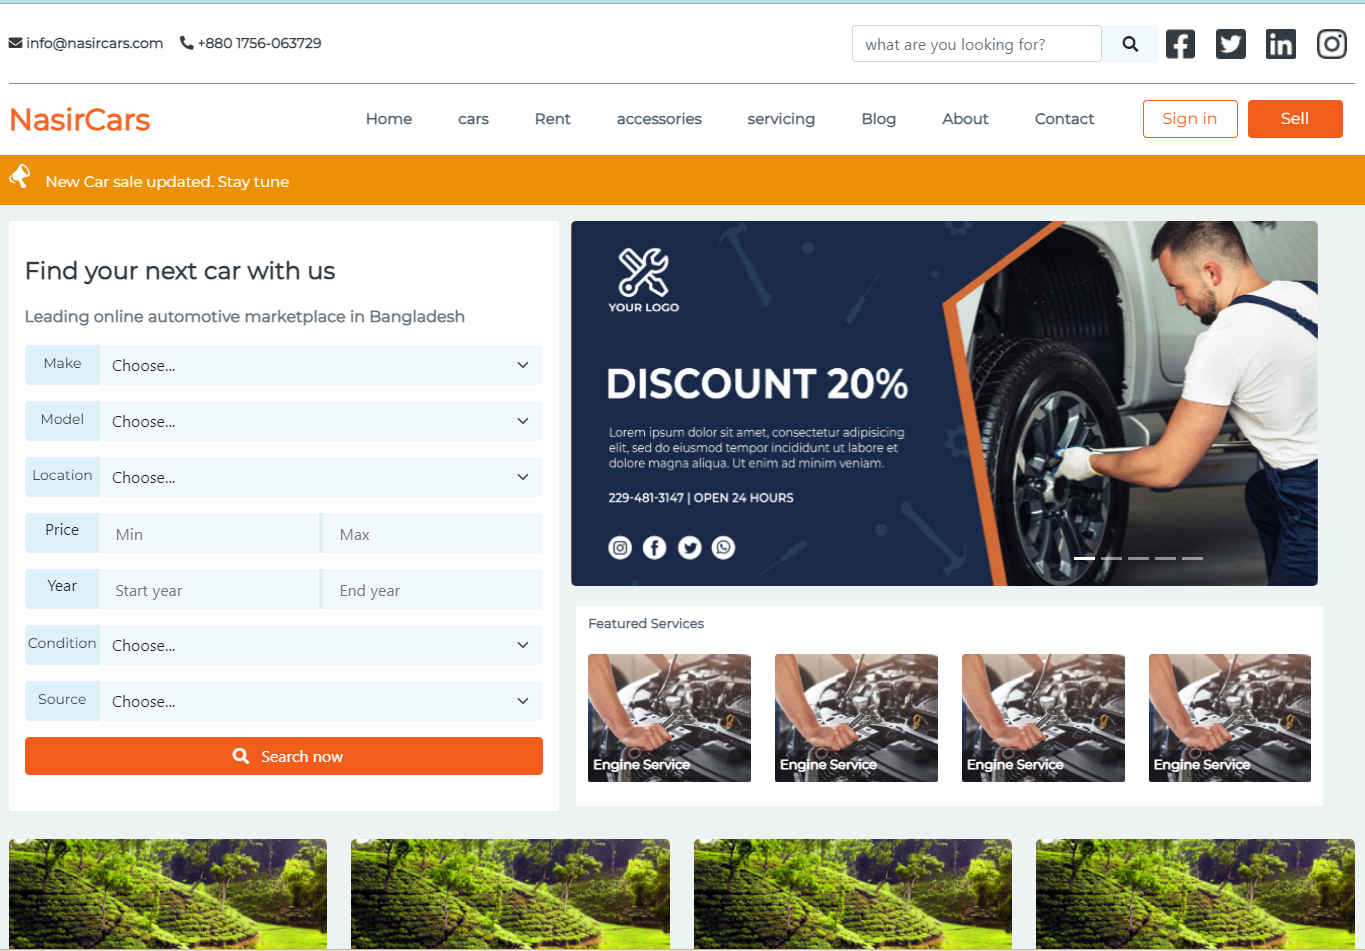 info@nasircars.com +880 1756-063729 what are you looking for?
NasirCars Home cars Rent accessories servicing Blog About Contact Sign in Sell
New Car sale updated. Stay tune
Find your next car with us
Leading online automotive marketplace in Bangladesh
Make Choose...
Model Choose...
Location Choose...
Price Min Max
Year Start year End year
Condition Choose...
Source Choose...
Search now
YOUR LOGO
DISCOUNT 20%
Lorem ipsum dolor sit amet, consectetur adipisicing
elit, sed do eiusmod tempor incididunt ut labore et
dolore magna aliqua. Ut enim ad minim veniam.
229-481-3147 | OPEN 24 HOURS
Featured Services
Engine Service Engine Service Engine Service Engine Service